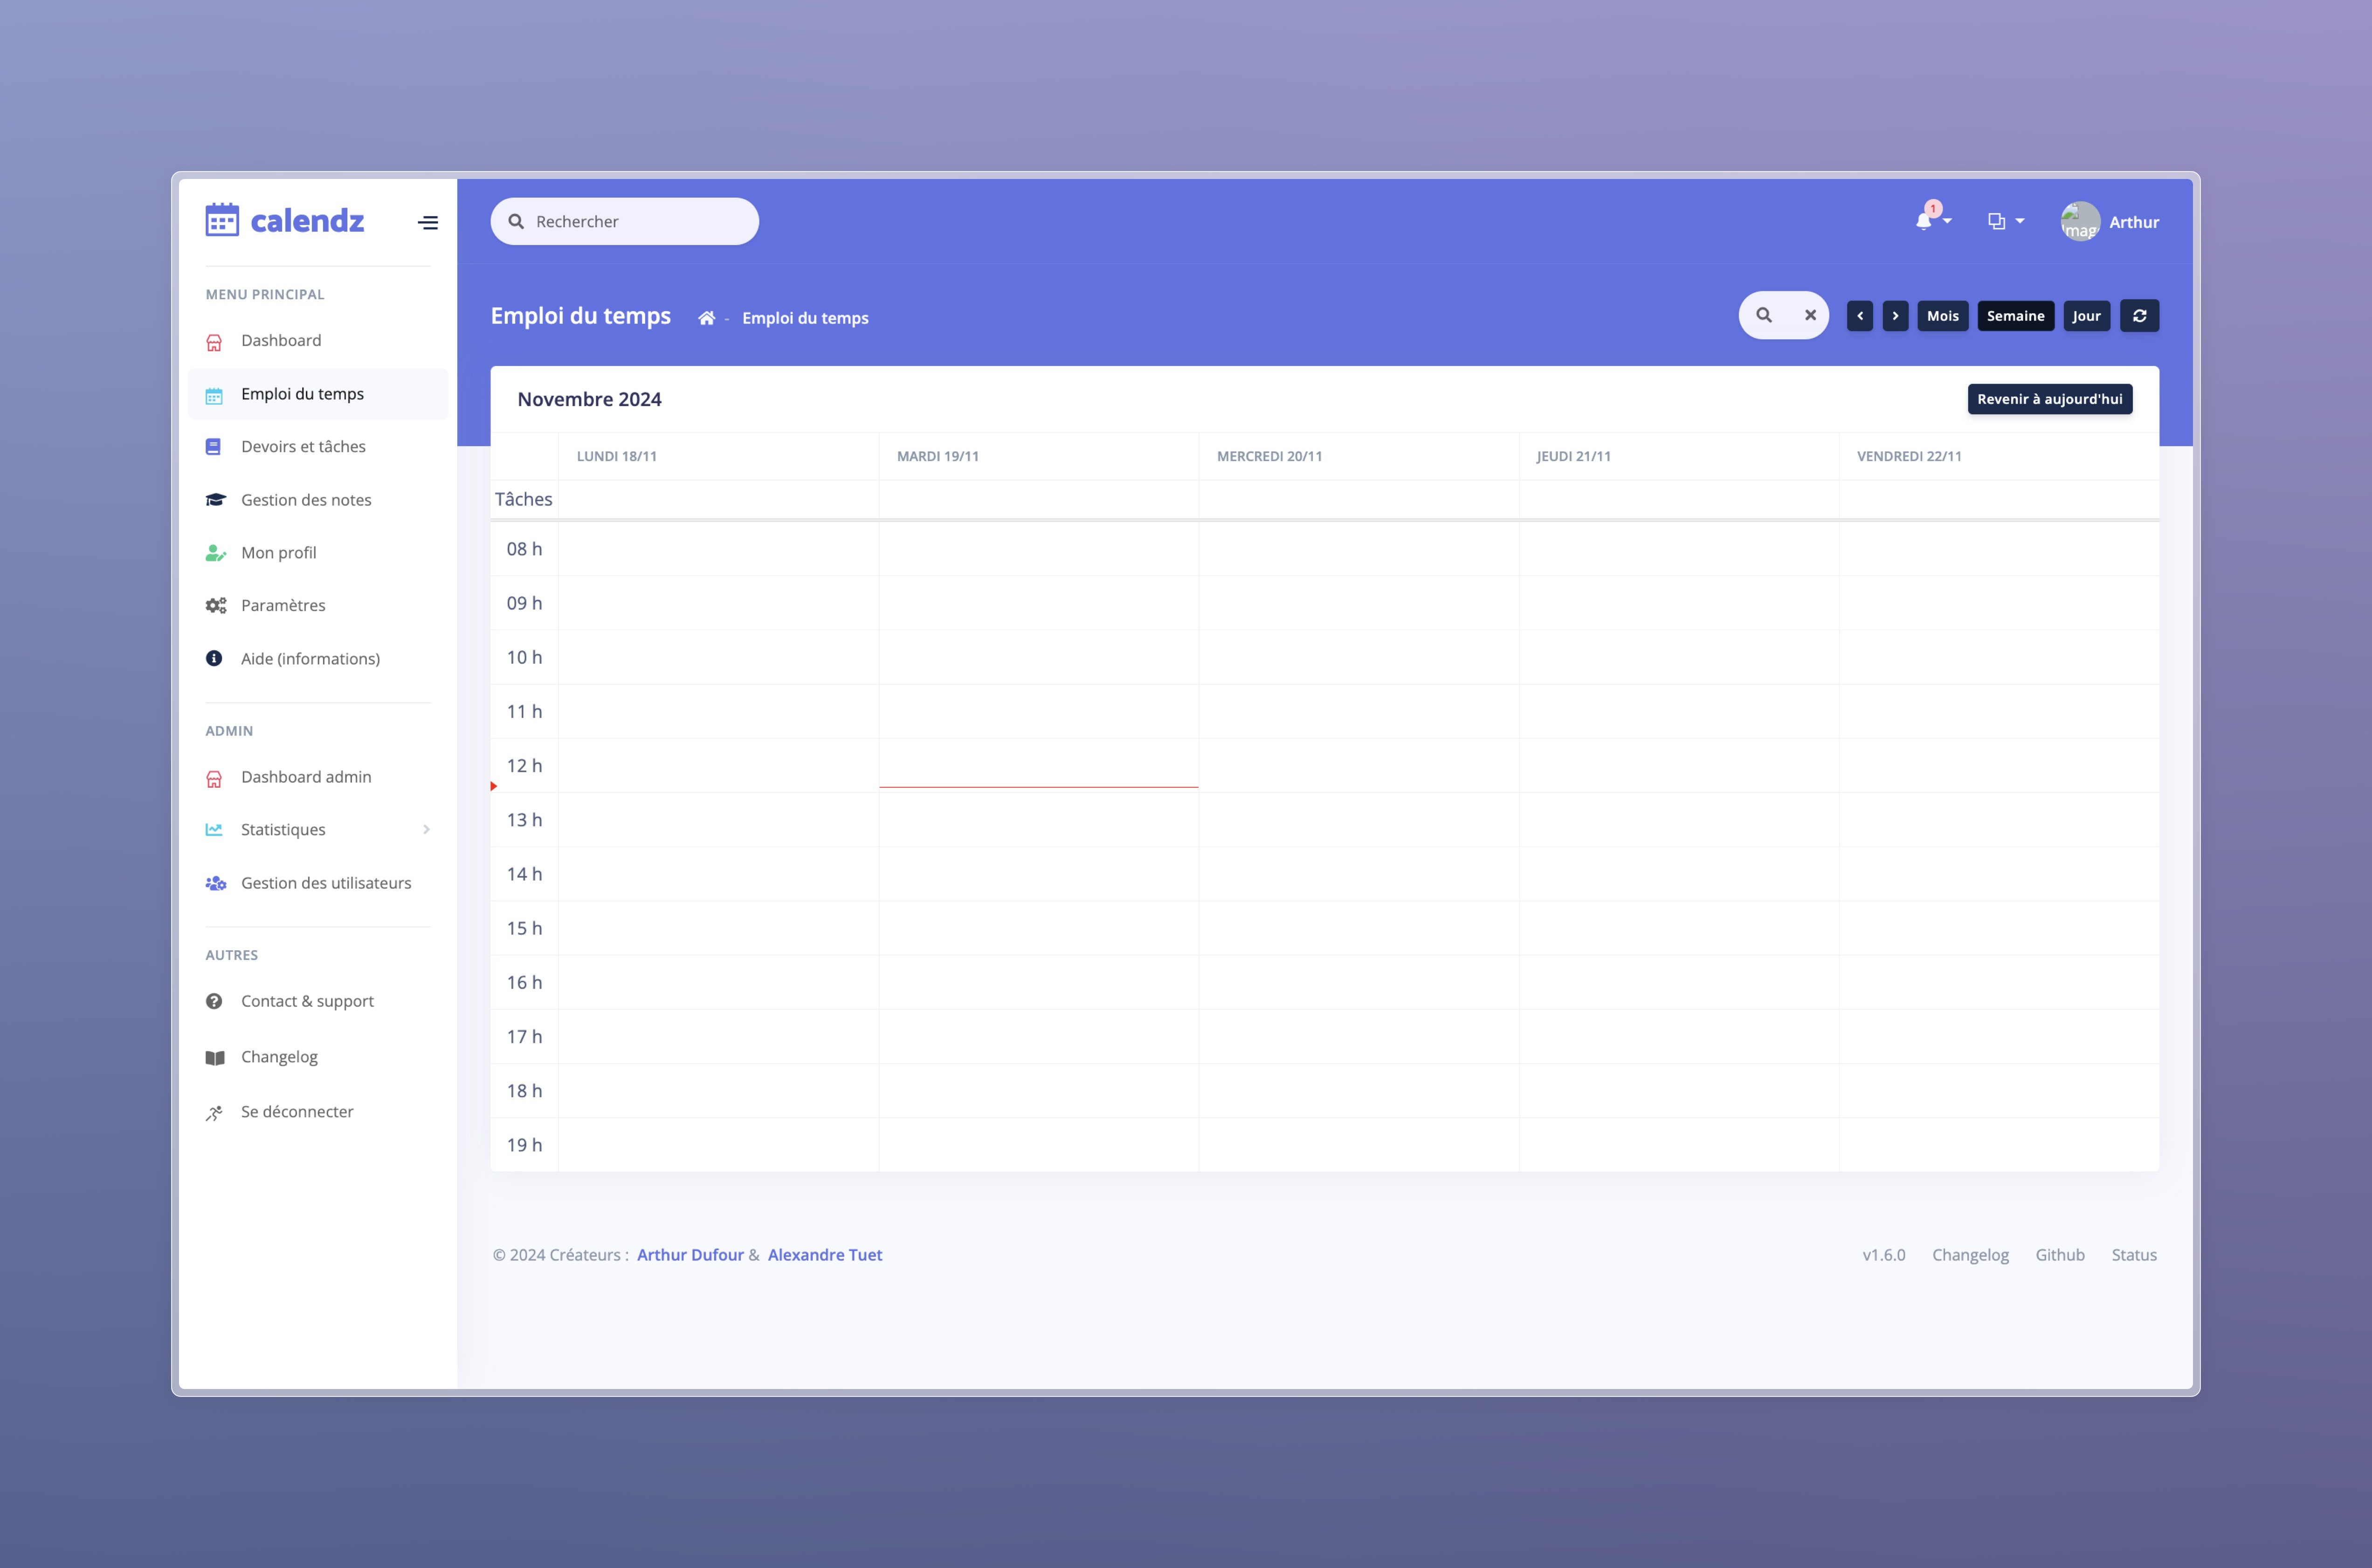 calendz
MENU PRINCIPAL
Dashboard
Emploi du temps
Devoirs et tâches
Gestion des notes
Mon profil
Paramètres
Aide (informations)
ADMIN
Dashboard admin
Statistiques
Gestion des utilisateurs
AUTRES
Contact & support
Changelog
Se déconnecter
Rechercher
1
mag
Arthur
Emploi du temps - Emploi du temps
Mois Semaine Jour
Novembre 2024
Revenir à aujourd'hui
LUNDI 18/11 MARDI 19/11 MERCREDI 20/11 JEUDI 21/11 VENDREDI 22/11
Tâches
08 h
09 h
10 h
11 h
12 h
13 h
14 h
15 h
16 h
17 h
18 h
19 h
© 2024 Créateurs : Arthur Dufour & Alexandre Tuet
v1.6.0 Changelog Github Status